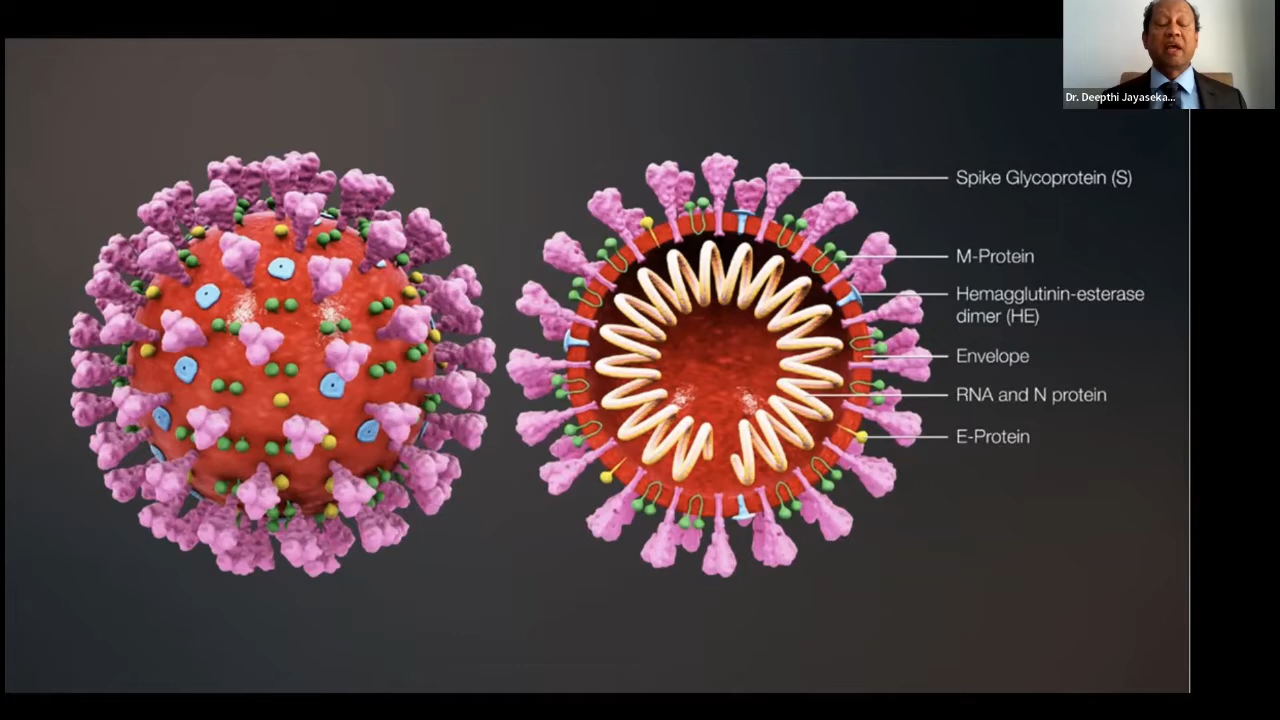 Dr. Deepthi Jayaseka...
Spike Glycoprotein (S)
M-Protein
Hemagglutinin-esterase
dimer (HE)
Envelope
RNA and N protein
E-Protein